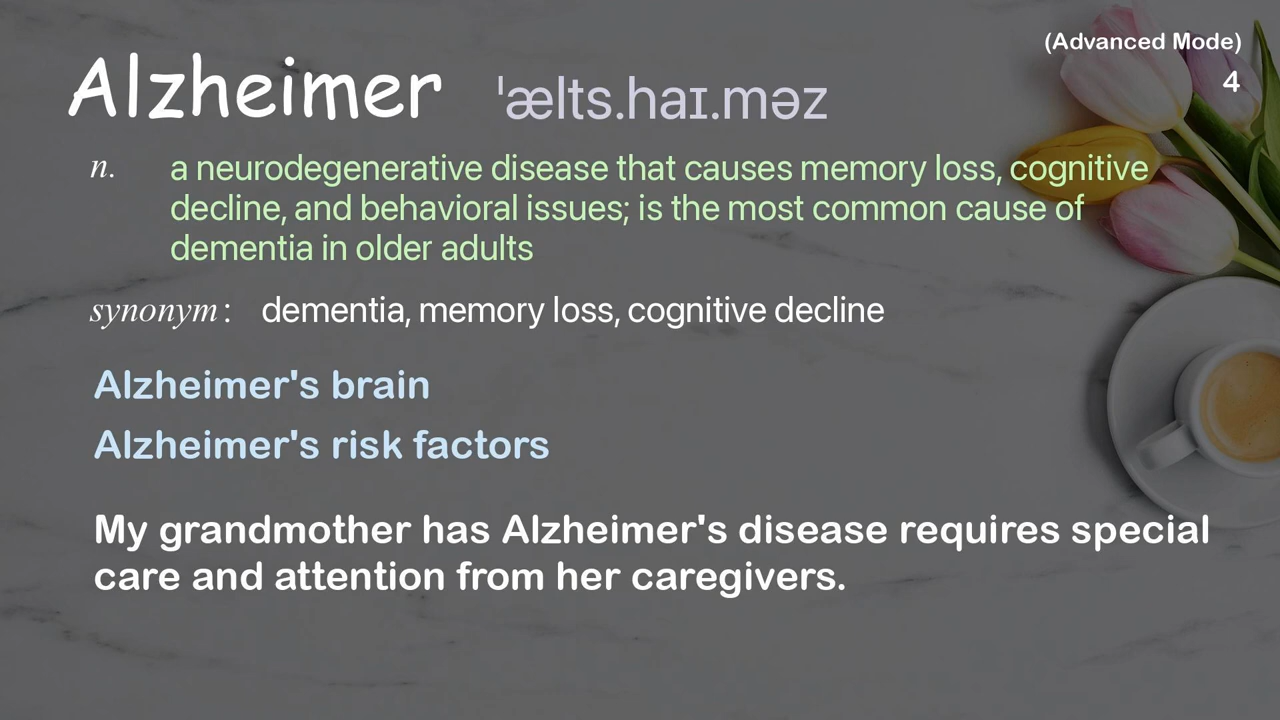 (Advanced Mode)
Alzheimer ˈælts.haɪ.məz
4
n. a neurodegenerative disease that causes memory loss, cognitive
decline, and behavioral issues; is the most common cause of
dementia in older adults
synonym: dementia, memory loss, cognitive decline
Alzheimer's brain
Alzheimer's risk factors
My grandmother has Alzheimer's disease requires special
care and attention from her caregivers.